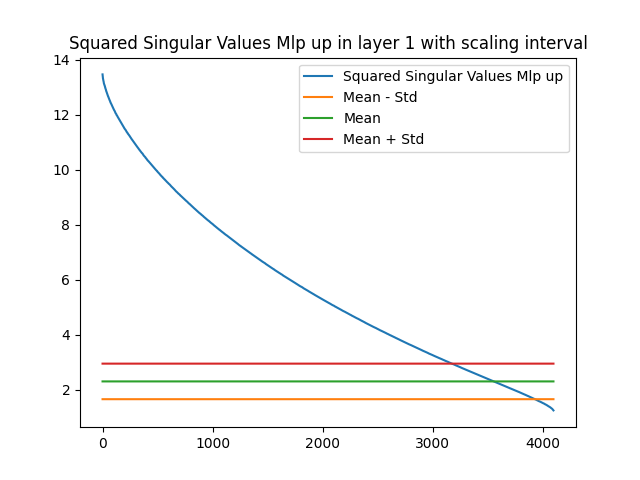 Squared Singular Values Mlp up in layer 1 with scaling interval
Squared Singular Values Mlp up
Mean - Std
Mean
Mean + Std
14
12
10
8
6
4
2
0
1000
2000
3000
4000